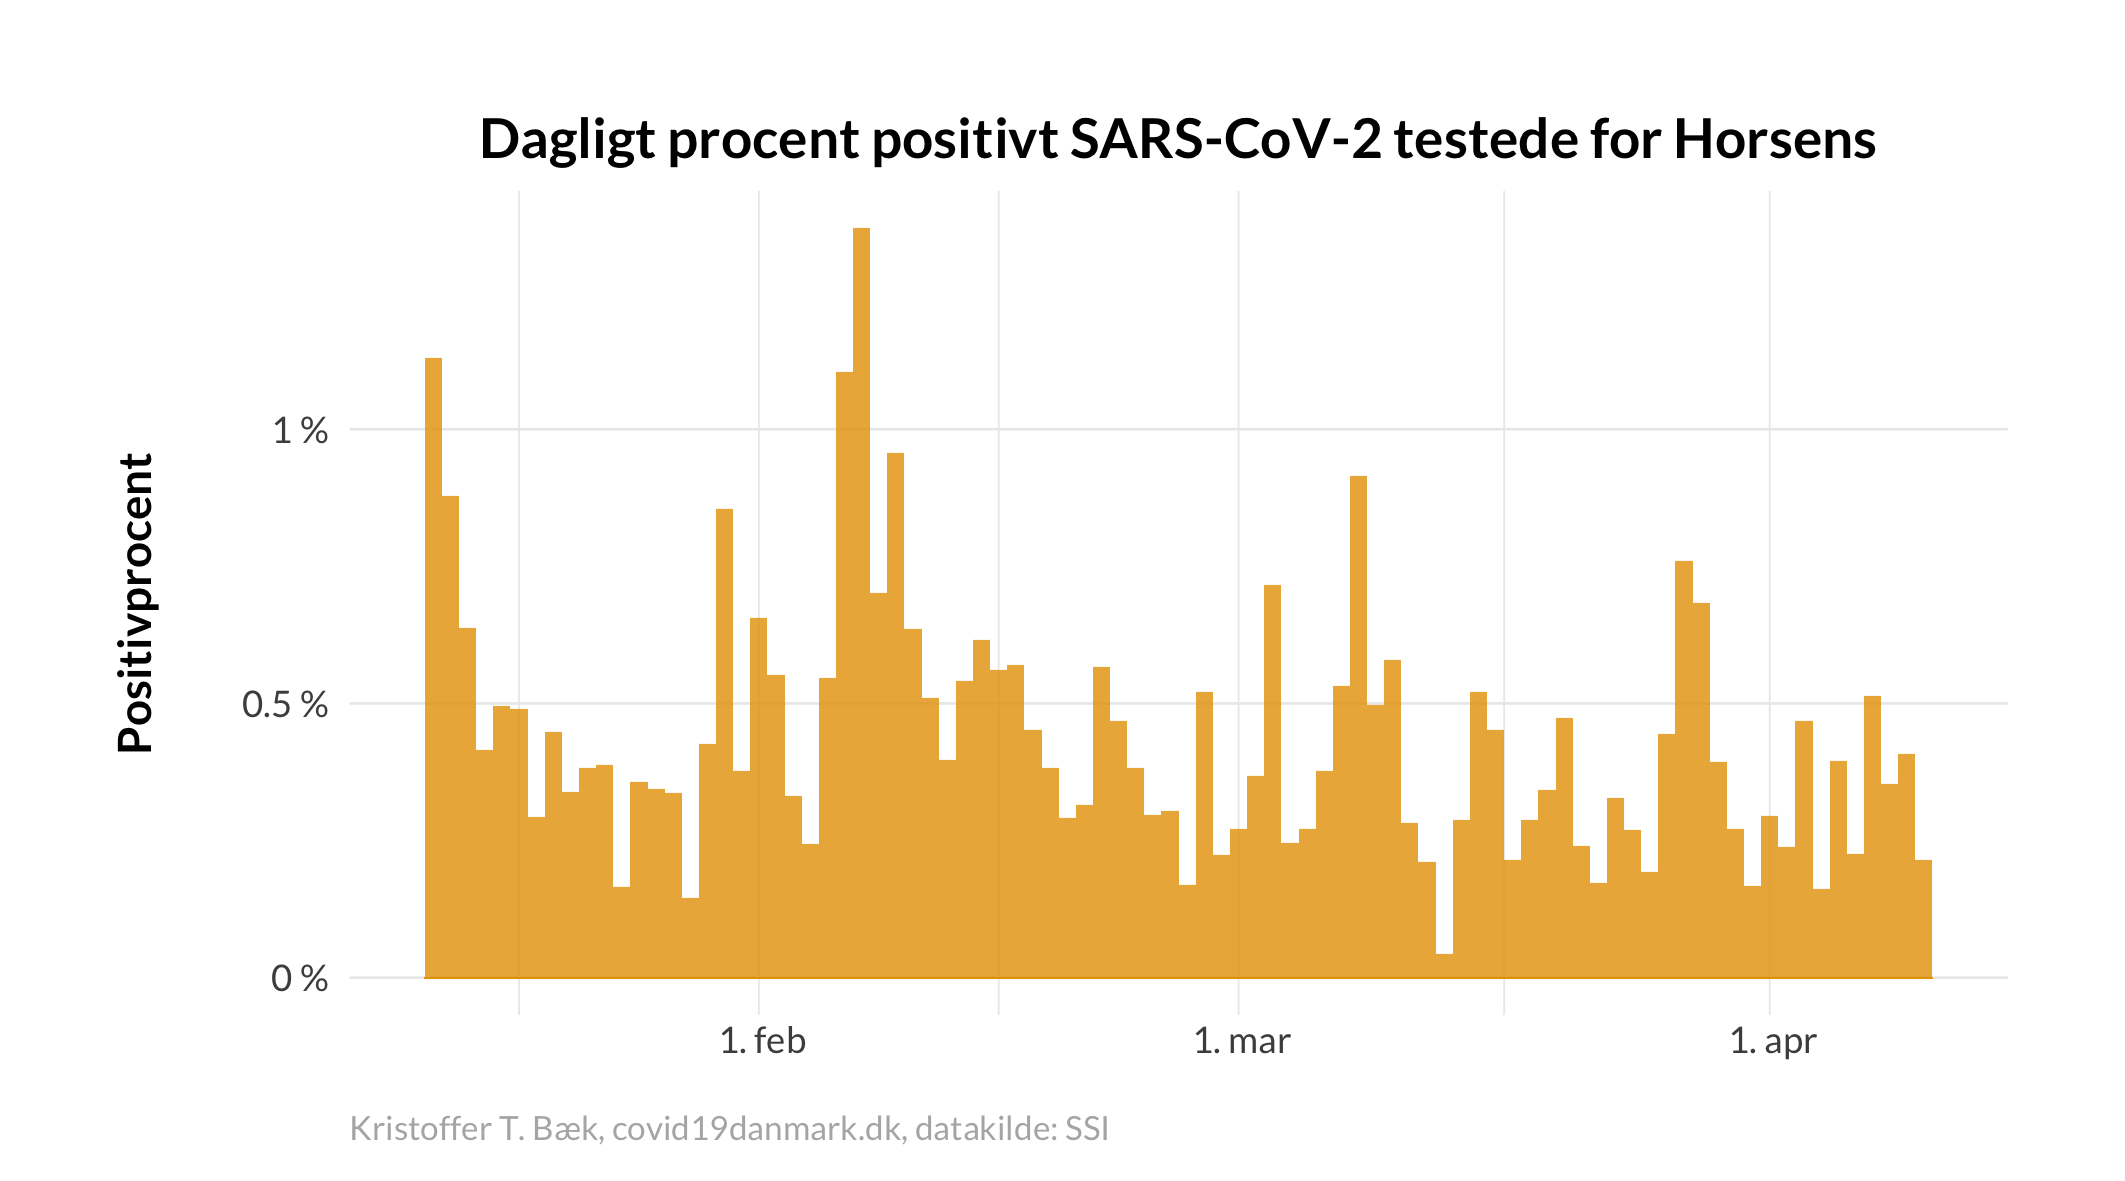 Dagligt procent positivt SARS-CoV-2 testede for Horsens
Positivprocent
1 %
0.5 %
0 %
1. feb
1. mar
1. apr
Kristoffer T. Bæk, covid19danmark.dk, datakilde: SSI